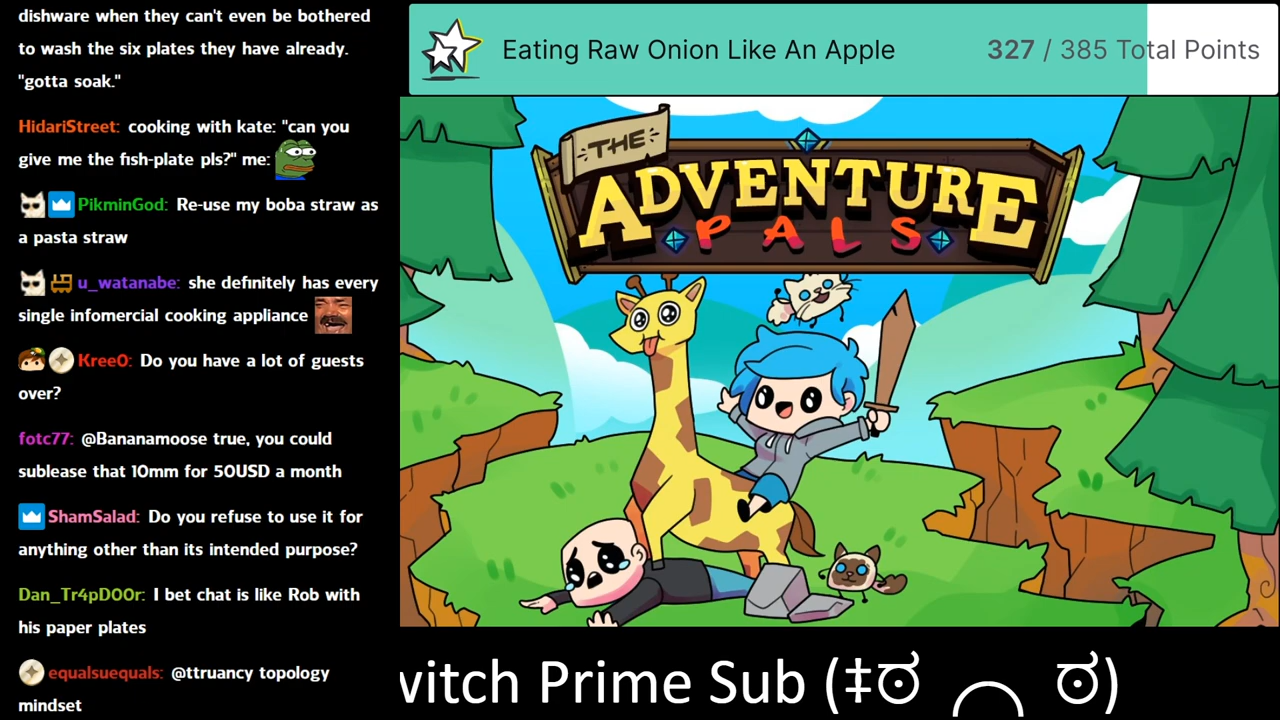 dishware when they can't even be bothered
to wash the six plates they have already.
"gotta soak."
HidariStreet: cooking with kate: "can you
give me the fish-plate pls?" me:
PikminGod: Re-use my boba straw as
a pasta straw
u_watanabe: she definitely has every
single infomercial cooking appliance
KreeO: Do you have a lot of guests
over?
fotc77: @Bananamoose true, you could
sublease that 10mm for 50USD a month
ShamSalad: Do you refuse to use it for
anything other than its intended purpose?
Dan_Tr4pD00r: I bet chat is like Rob with
his paper plates
equalsuequals: @ttruancy topology
mindset
Eating Raw Onion Like An Apple 327 / 385 Total Points
THE
ADVENTURE
PALS
vitch Prime Sub (‡ಠ ⁔ ಠ)